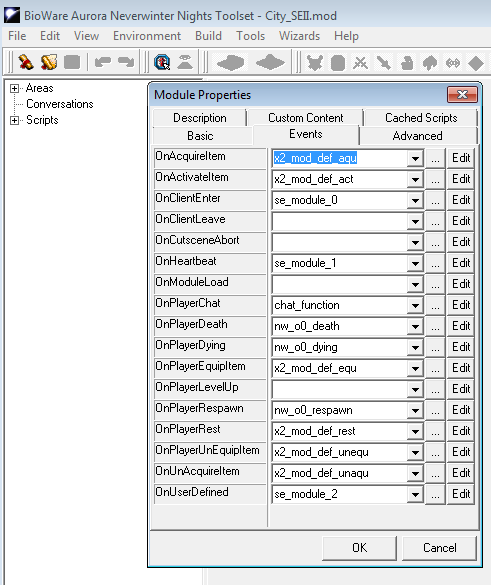 BioWare Aurora Neverwinter Nights Toolset - City_SEII.mod
File Edit View Environment Build Tools Wizards Help
Areas
Conversations
Scripts
Module Properties
Description Custom Content Cached Scripts
Basic Events Advanced
OnAcquireItem x2_mod_def_aqu ... Edit
OnActivateItem x2_mod_def_act ... Edit
OnClientEnter se_module_0 ... Edit
OnClientLeave ... Edit
OnCutsceneAbort ... Edit
OnHeartbeat se_module_1 ... Edit
OnModuleLoad ... Edit
OnPlayerChat chat_function ... Edit
OnPlayerDeath nw_o0_death ... Edit
OnPlayerDying nw_o0_dying ... Edit
OnPlayerEquipItem x2_mod_def_equ ... Edit
OnPlayerLevelUp ... Edit
OnPlayerRespawn nw_o0_respawn ... Edit
OnPlayerRest x2_mod_def_rest ... Edit
OnPlayerUnEquipItem x2_mod_def_unequ ... Edit
OnUnAcquireItem x2_mod_def_unaqu ... Edit
OnUserDefined se_module_2 ... Edit
OK Cancel